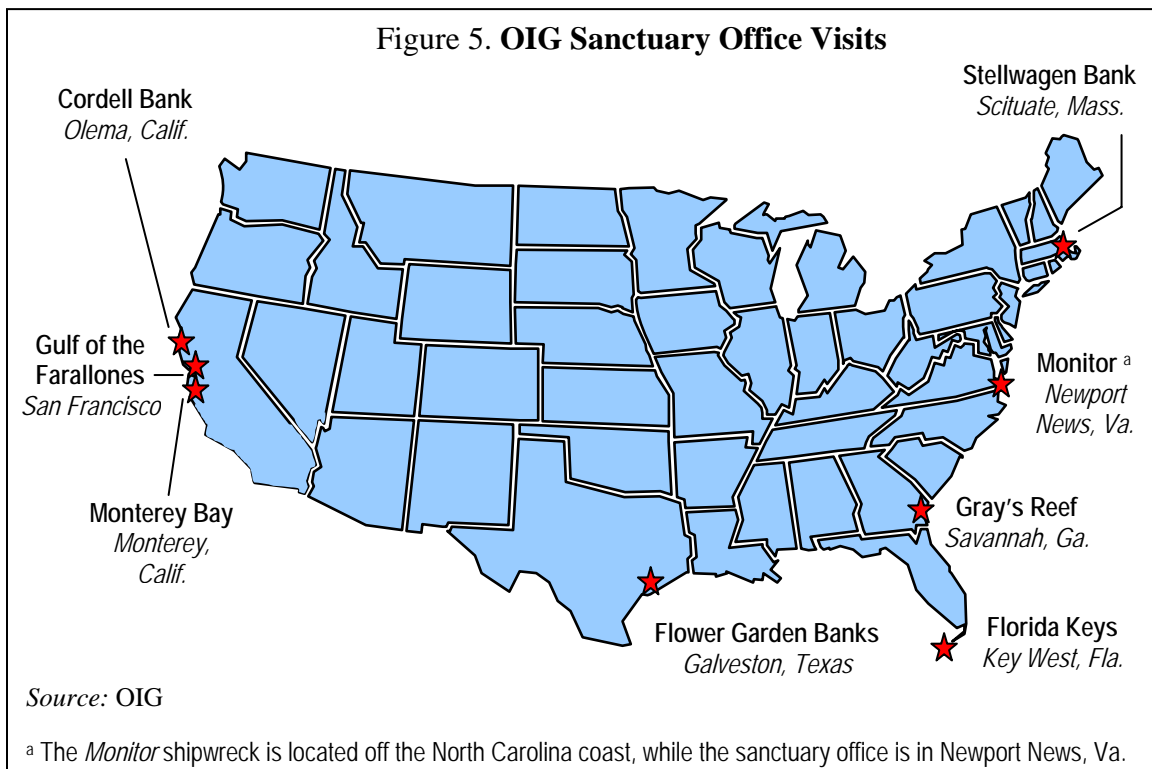 Figure 5. OIG Sanctuary Office Visits
Stellwagen Bank
Scituate, Mass.
Cordell Bank
Olema, Calif.
Gulf of the
Farallones
San Francisco
Monitor a
Newport
News, Va.
Monterey Bay
Monterey,
Calif.
Gray's Reef
Savannah, Ga.
Flower Garden Banks
Galveston, Texas
Florida Keys
Key West, Fla.
Source: OIG
a The Monitor shipwreck is located off the North Carolina coast, while the sanctuary office is in Newport News, Va.